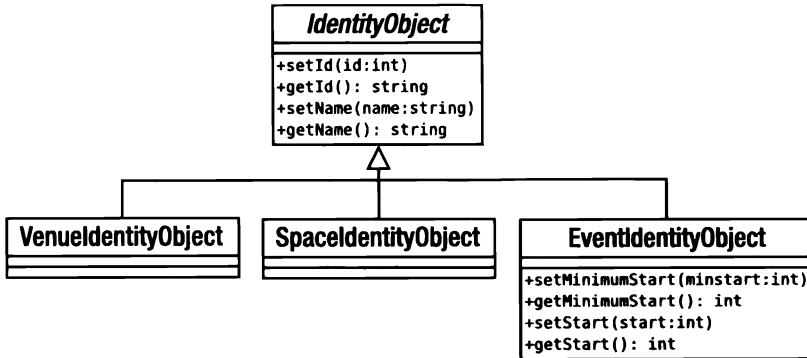 IdentityObject
+setId(id:int)
+getId(): string
+setName(name:string)
+getName(): string
VenueIdentityObject
SpaceIdentityObject
EventIdentityObject
+setMinimumStart(minstart:int)
+getMinimumStart(): int
+setStart(start:int)
+getStart(): int